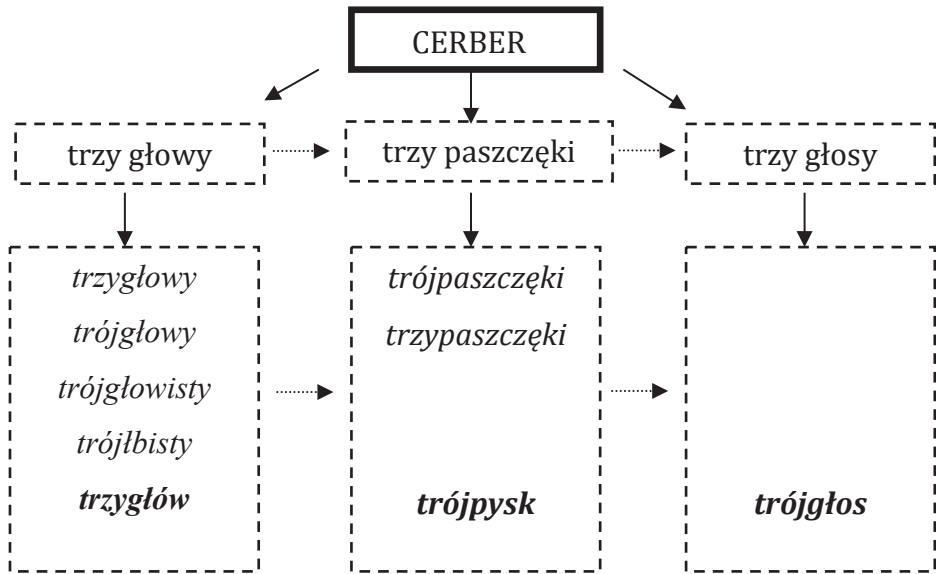 CERBER
trzy głowy
trzy paszczęki
trzy głosy
trzygłowy
trójgłowy
trójgłowisty
trójłbisty
trzygłów
trójpaszczęki
trzypaszczęki
trójpysk
trójgłos